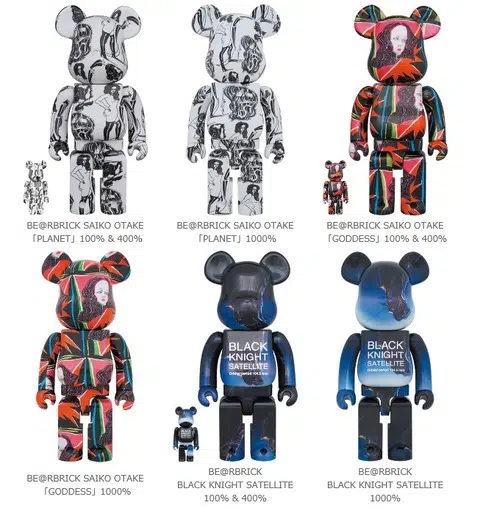 BE@RBRICK SAIKO OTAKE
「PLANET」100% & 400%
BE@RBRICK SAIKO OTAKE
「PLANET」1000%
BE@RBRICK SAIKO OTAKE
「GODDESS」100% & 400%
BLACK
KNIGHT
SATELLITE
BLACK
KNIGHT
SATELLITE
BE@RBRICK SAIKO OTAKE
「GODDESS」1000%
BE@RBRICK
BLACK KNIGHT SATELLITE
100% & 400%
BE@RBRICK
BLACK KNIGHT SATELLITE
1000%